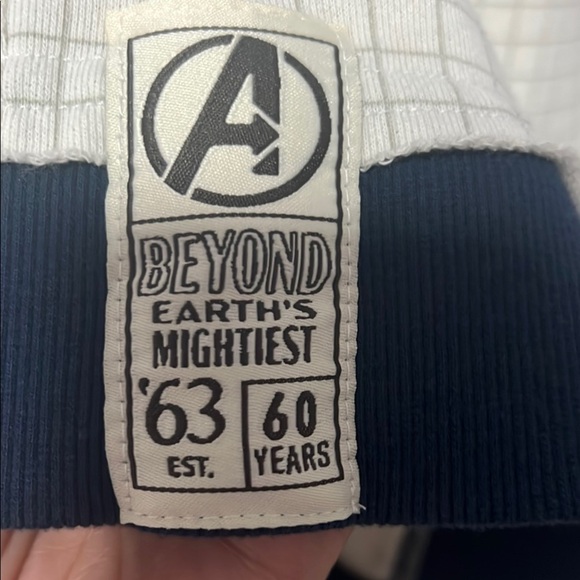 A
BEYOND
EARTH'S
MIGHTIEST
'63
EST.
60
YEARS